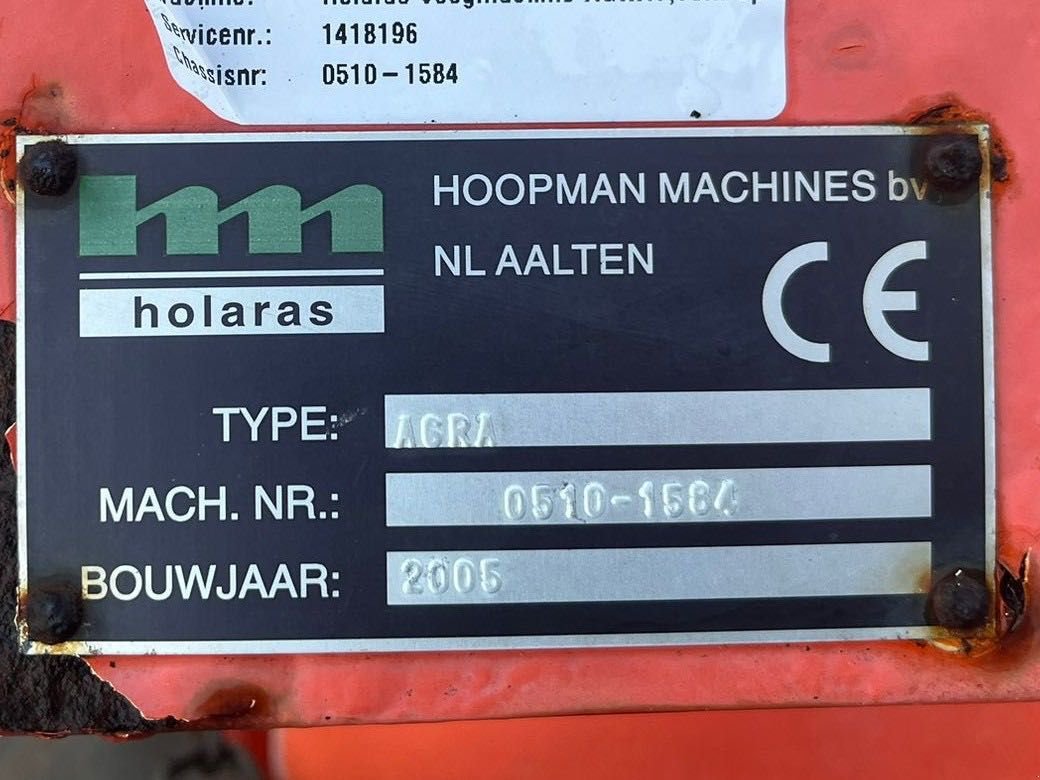 Servicenr.: 1418196
Chassisnr: 0510-1584
hm
holaras
HOOPMAN MACHINES bv
NL AALTEN
CE
TYPE: AGRA
MACH. NR.: 0510-1584
BOUWJAAR: 2005